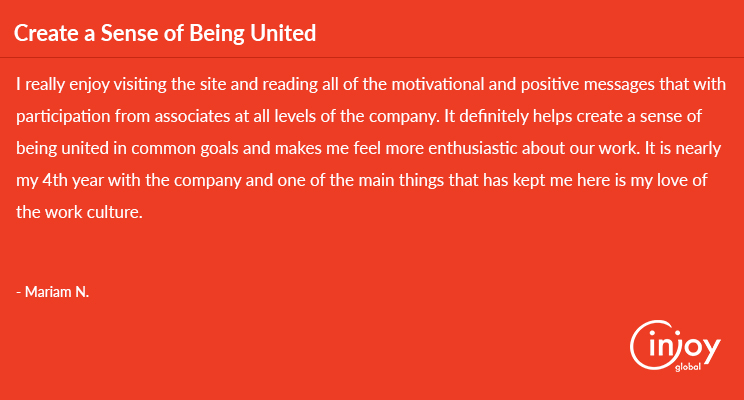 Create a Sense of Being United
I really enjoy visiting the site and reading all of the motivational and positive messages that with
participation from associates at all levels of the company. It definitely helps create a sense of
being united in common goals and makes me feel more enthusiastic about our work. It is nearly
my 4th year with the company and one of the main things that has kept me here is my love of
the work culture.
- Mariam N.
injoy
global